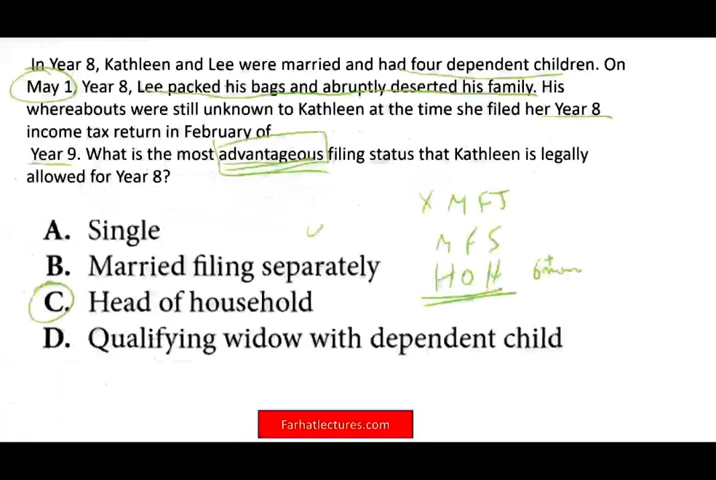 In Year 8, Kathleen and Lee were married and had four dependent children. On
May 1, Year 8, Lee packed his bags and abruptly deserted his family. His
whereabouts were still unknown to Kathleen at the time she filed her Year 8
income tax return in February of
Year 9. What is the most advantageous filing status that Kathleen is legally
allowed for Year 8?
X MFJ
A. Single
MFS
B. Married filing separately
HOH 6+
C. Head of household
D. Qualifying widow with dependent child
Farhatlectures.com